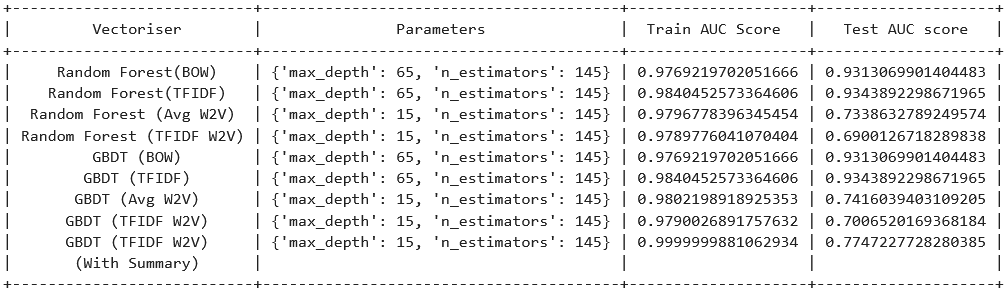 +-----------------------------+-------------------------------------------+----------------------+----------------------+
| Vectoriser | Parameters | Train AUC Score | Test AUC score |
+-----------------------------+-------------------------------------------+----------------------+----------------------+
| Random Forest(BOW) | {'max_depth': 65, 'n_estimators': 145} | 0.9769219702051666 | 0.9313069901404483 |
| Random Forest(TFIDF) | {'max_depth': 65, 'n_estimators': 145} | 0.9840452573364606 | 0.9343892298671965 |
| Random Forest (Avg W2V) | {'max_depth': 15, 'n_estimators': 145} | 0.9796778396345454 | 0.7338632789249574 |
| Random Forest (TFIDF W2V) | {'max_depth': 15, 'n_estimators': 145} | 0.9789776041070404 | 0.6900126718289838 |
| GBDT (BOW) | {'max_depth': 65, 'n_estimators': 145} | 0.9769219702051666 | 0.9313069901404483 |
| GBDT (TFIDF) | {'max_depth': 65, 'n_estimators': 145} | 0.9840452573364606 | 0.9343892298671965 |
| GBDT (Avg W2V) | {'max_depth': 15, 'n_estimators': 145} | 0.9802198918925353 | 0.7416039403109205 |
| GBDT (TFIDF W2V) | {'max_depth': 15, 'n_estimators': 145} | 0.9790026891757632 | 0.7006520169368184 |
| GBDT (TFIDF W2V) | {'max_depth': 15, 'n_estimators': 145} | 0.9999999881062934 | 0.7747227728280385 |
| (With Summary) | | | |
+-----------------------------+-------------------------------------------+----------------------+----------------------+